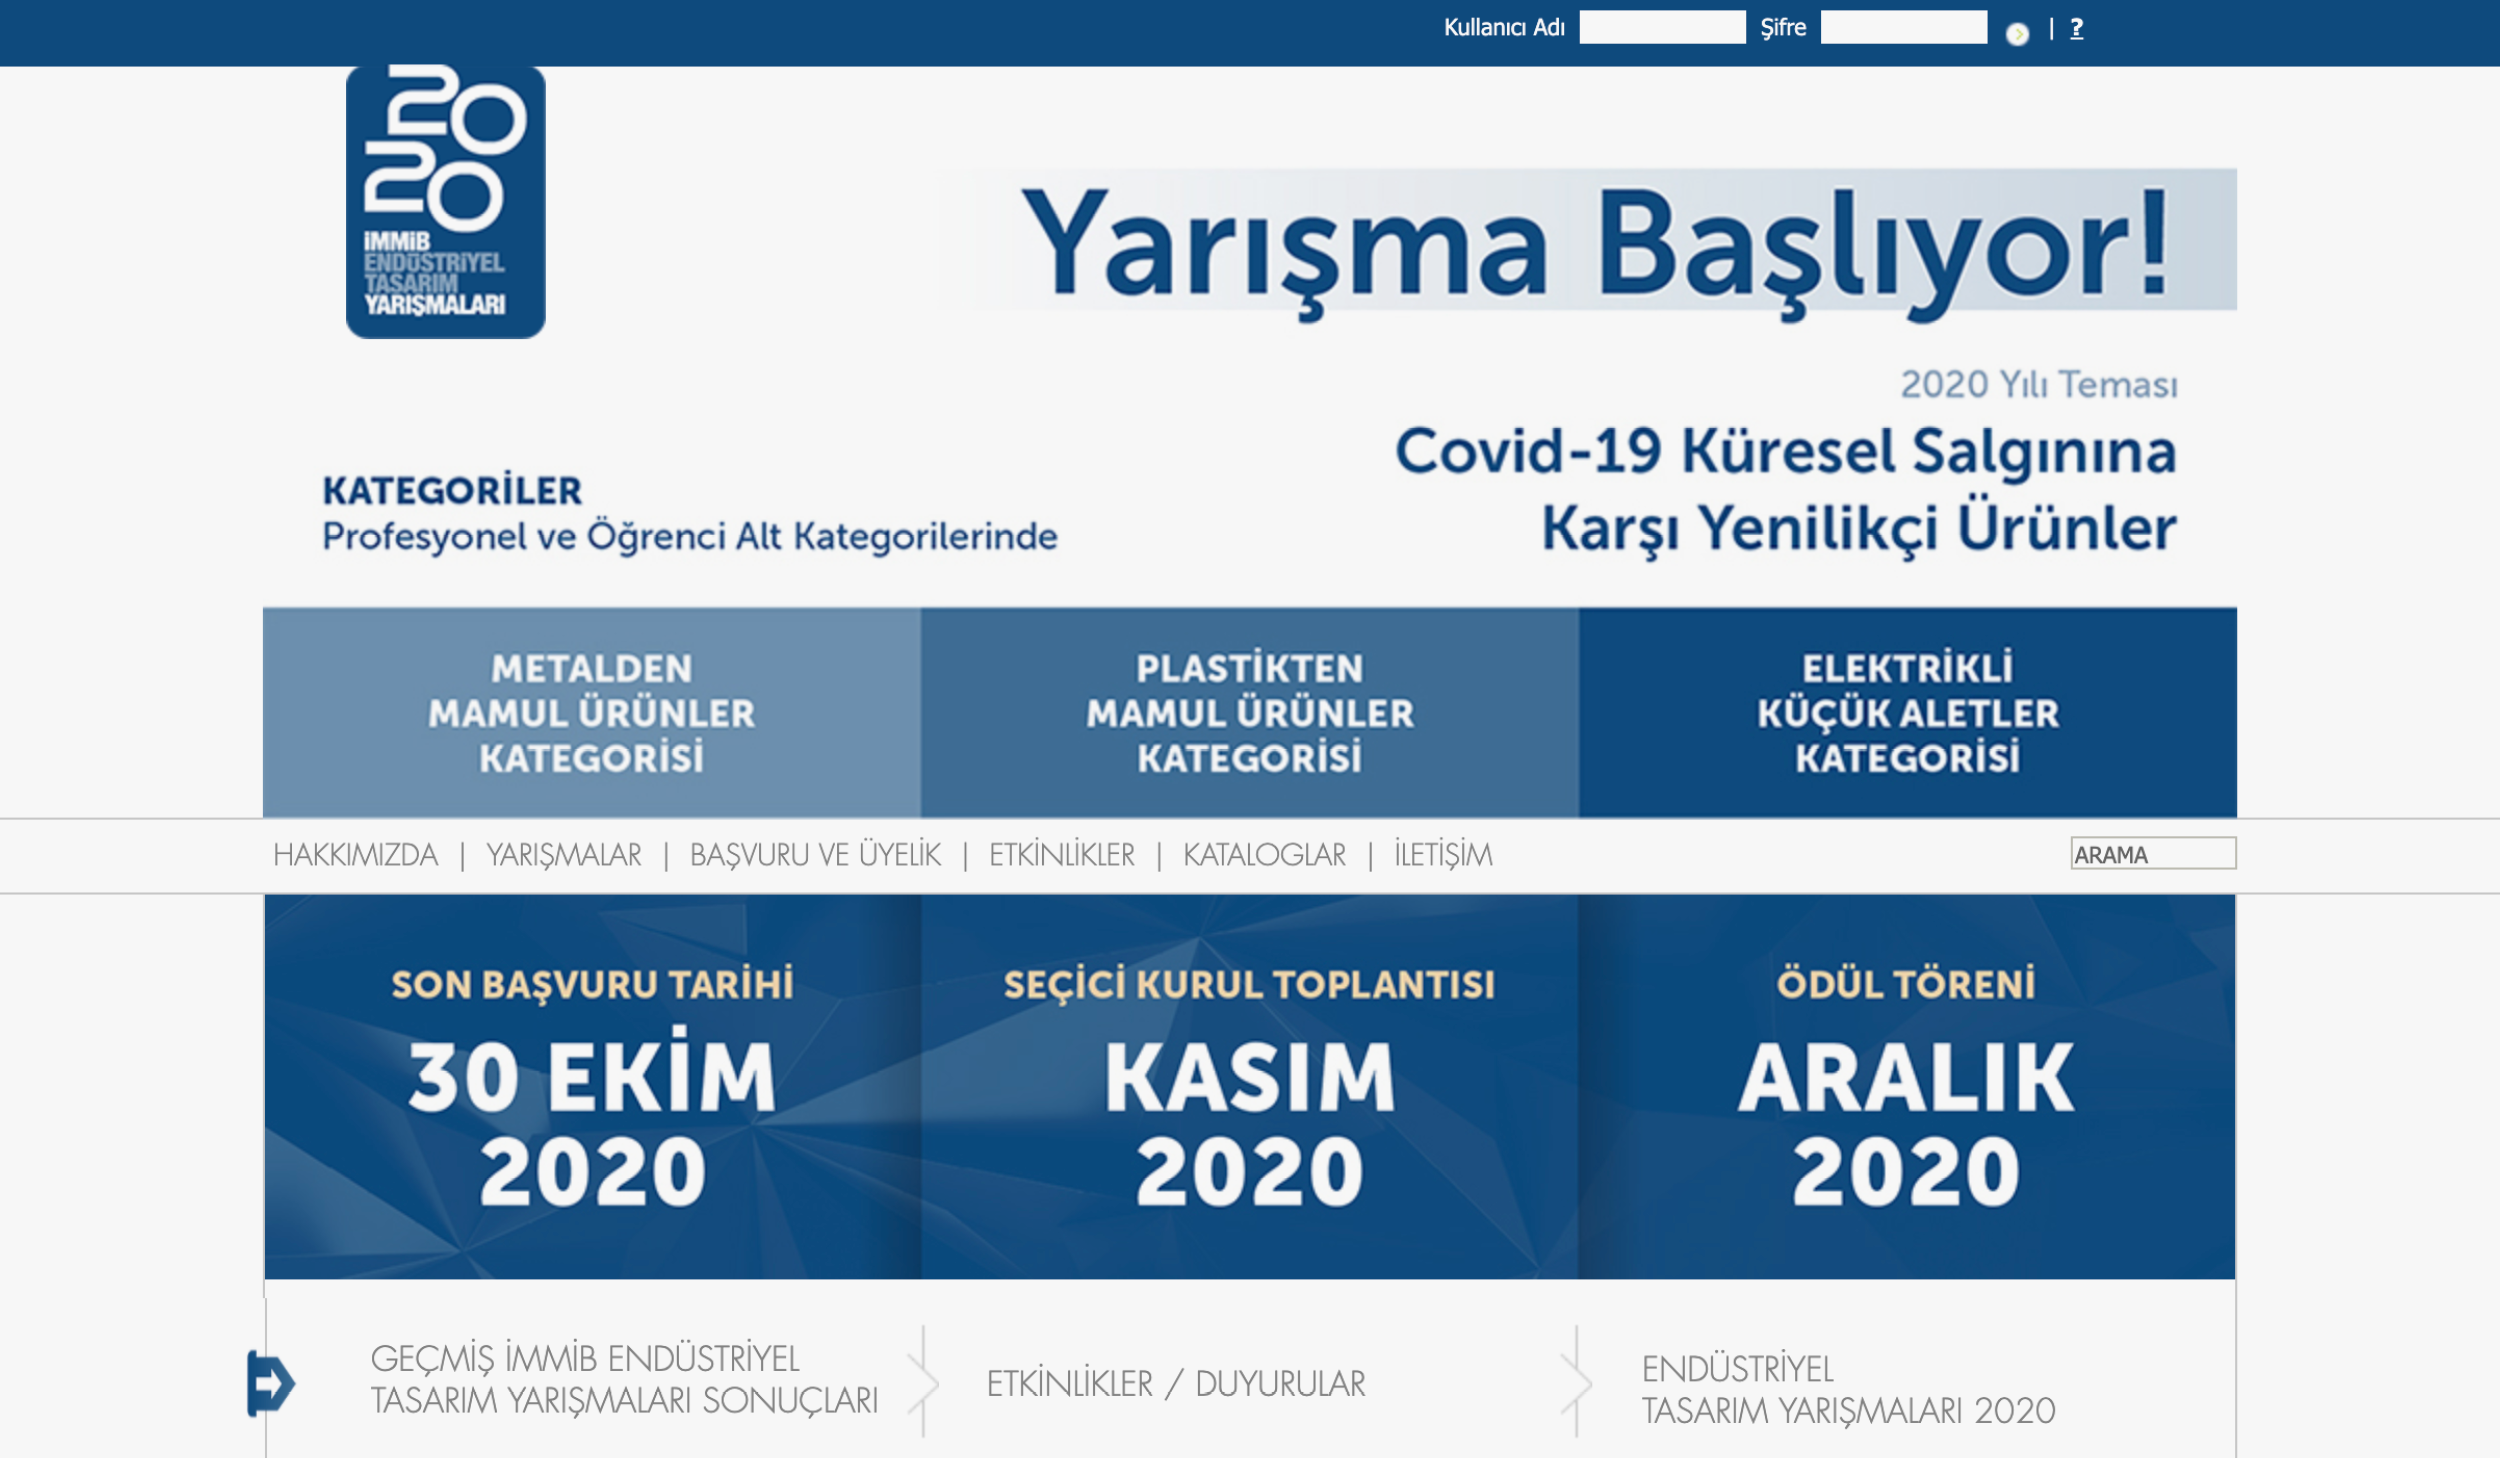 Kullanıcı Adı Şifre | ?
2020
İMMİB
ENDÜSTRİYEL
TASARIM
YARIŞMALARI
Yarışma Başlıyor!
2020 Yılı Teması
Covid-19 Küresel Salgınına
Karşı Yenilikçi Ürünler
KATEGORİLER
Profesyonel ve Öğrenci Alt Kategorilerinde
METALDEN
MAMUL ÜRÜNLER
KATEGORİSİ
PLASTİKTEN
MAMUL ÜRÜNLER
KATEGORİSİ
ELEKTRİKLİ
KÜÇÜK ALETLER
KATEGORİSİ
HAKKIMIZDA | YARIŞMALAR | BAŞVURU VE ÜYELİK | ETKİNLİKLER | KATALOGLAR | İLETİŞİM
ARAMA
SON BAŞVURU TARİHİ
30 EKİM
2020
SEÇİCİ KURUL TOPLANTISI
KASIM
2020
ÖDÜL TÖRENİ
ARALIK
2020
GEÇMİŞ İMMİB ENDÜSTRİYEL
TASARIM YARIŞMALARI SONUÇLARI
ETKİNLİKLER / DUYURULAR
ENDÜSTRİYEL
TASARIM YARIŞMALARI 2020